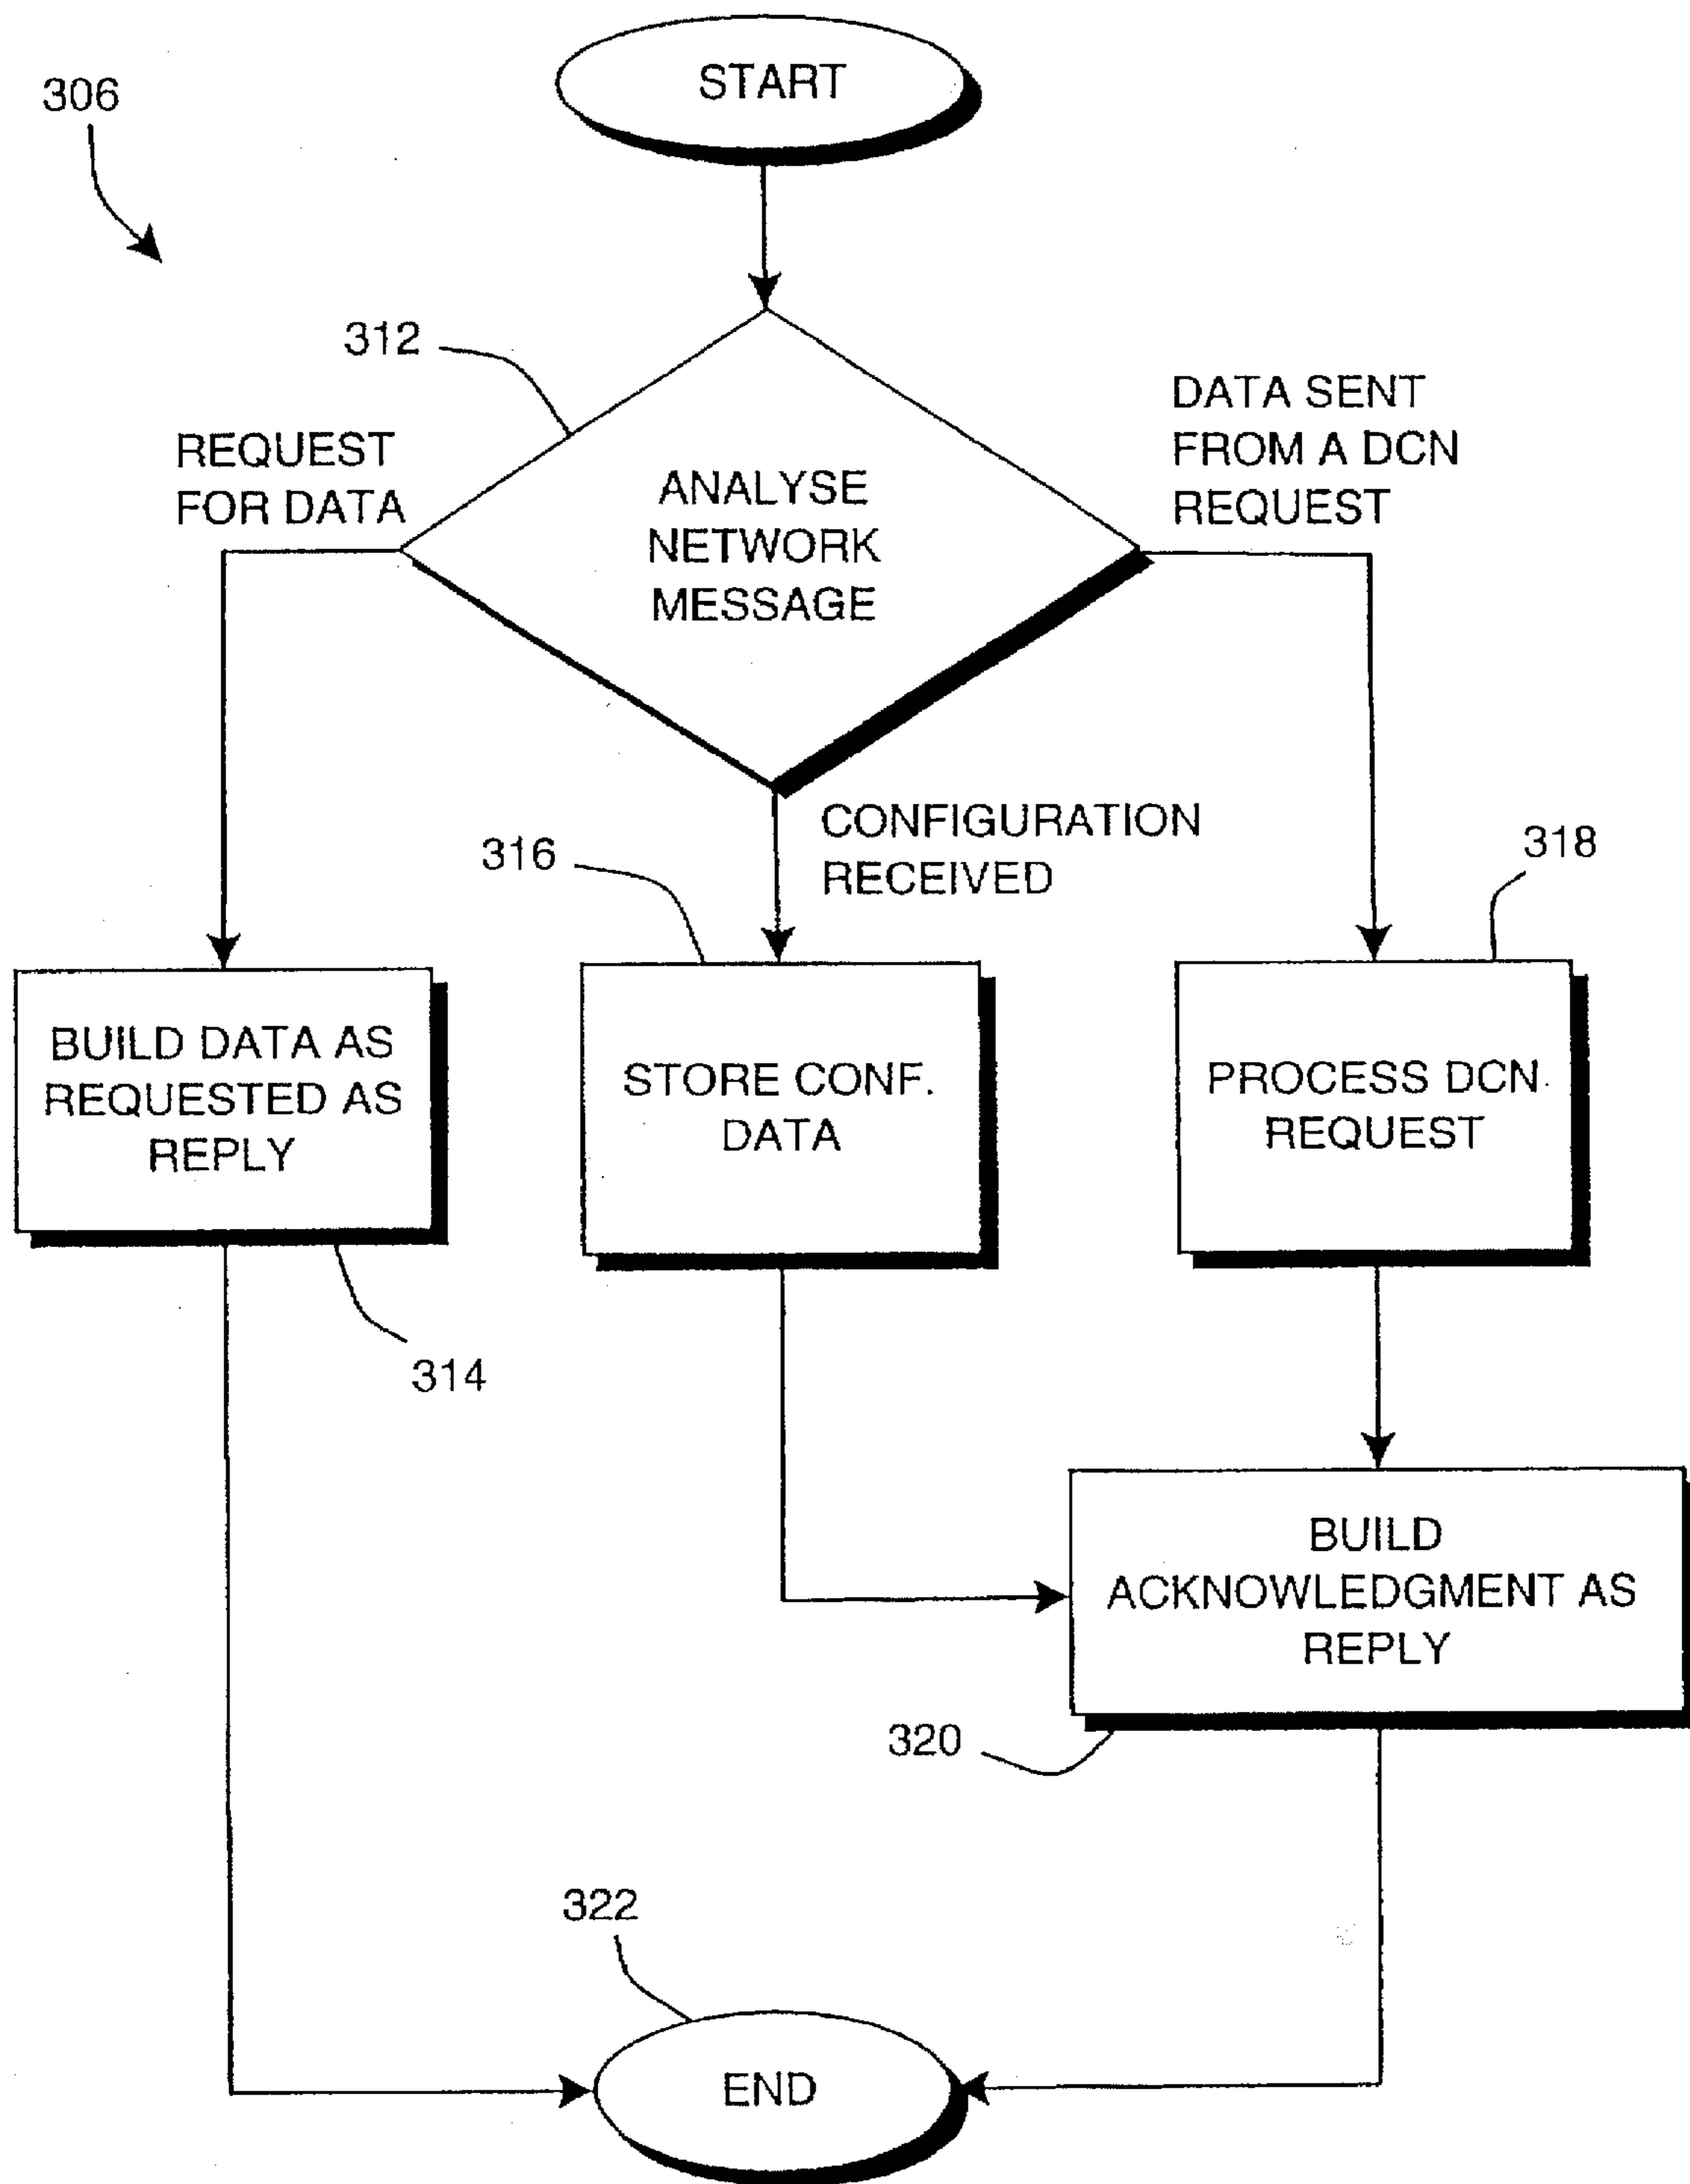 START
306
312
REQUEST
FOR DATA
ANALYSE
NETWORK
MESSAGE
DATA SENT
FROM A DCN
REQUEST
CONFIGURATION
RECEIVED
316
318
BUILD DATA AS
REQUESTED AS
REPLY
STORE CONF.
DATA
PROCESS DCN
REQUEST
314
BUILD
ACKNOWLEDGMENT AS
REPLY
320
322
END